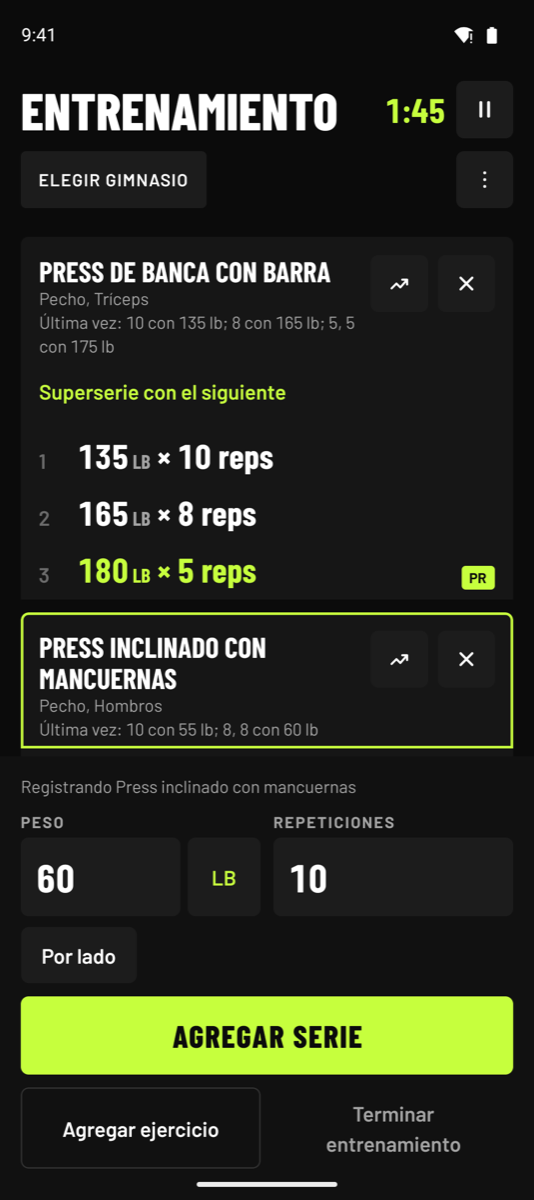 9:41
ENTRENAMIENTO
1:45
ELEGIR GIMNASIO
PRESS DE BANCA CON BARRA
Pecho, Tríceps
Última vez: 10 con 135 lb; 8 con 165 lb; 5, 5
con 175 lb
Superserie con el siguiente
1 135 LB × 10 reps
2 165 LB × 8 reps
3 180 LB × 5 reps PR
PRESS INCLINADO CON
MANCUERNAS
Pecho, Hombros
Última vez: 10 con 55 lb; 8, 8 con 60 lb
Registrando Press inclinado con mancuernas
PESO REPETICIONES
60 LB 10
Por lado
AGREGAR SERIE
Agregar ejercicio
Terminar
entrenamiento